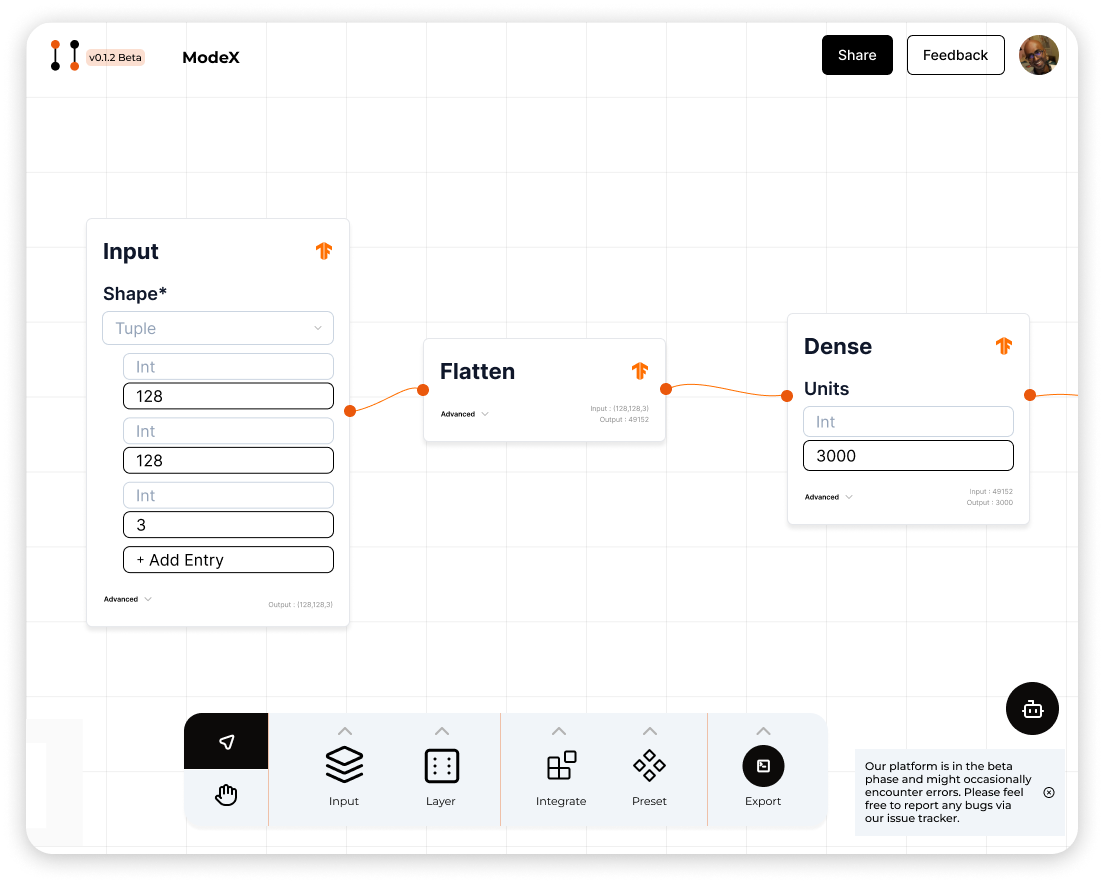 v0.1.2 Beta
ModeX
Share
Feedback
Input
Shape*
Tuple
Int
128
Int
128
Int
3
+ Add Entry
Advanced
Output : (128,128,3)
Flatten
Advanced
Input : (128,128,3)
Output : 49152
Dense
Units
Int
3000
Advanced
Input : 49152
Output : 3000
Input
Layer
Integrate
Preset
Export
Our platform is in the beta
phase and might occasionally
encounter errors. Please feel
free to report any bugs via
our issue tracker.